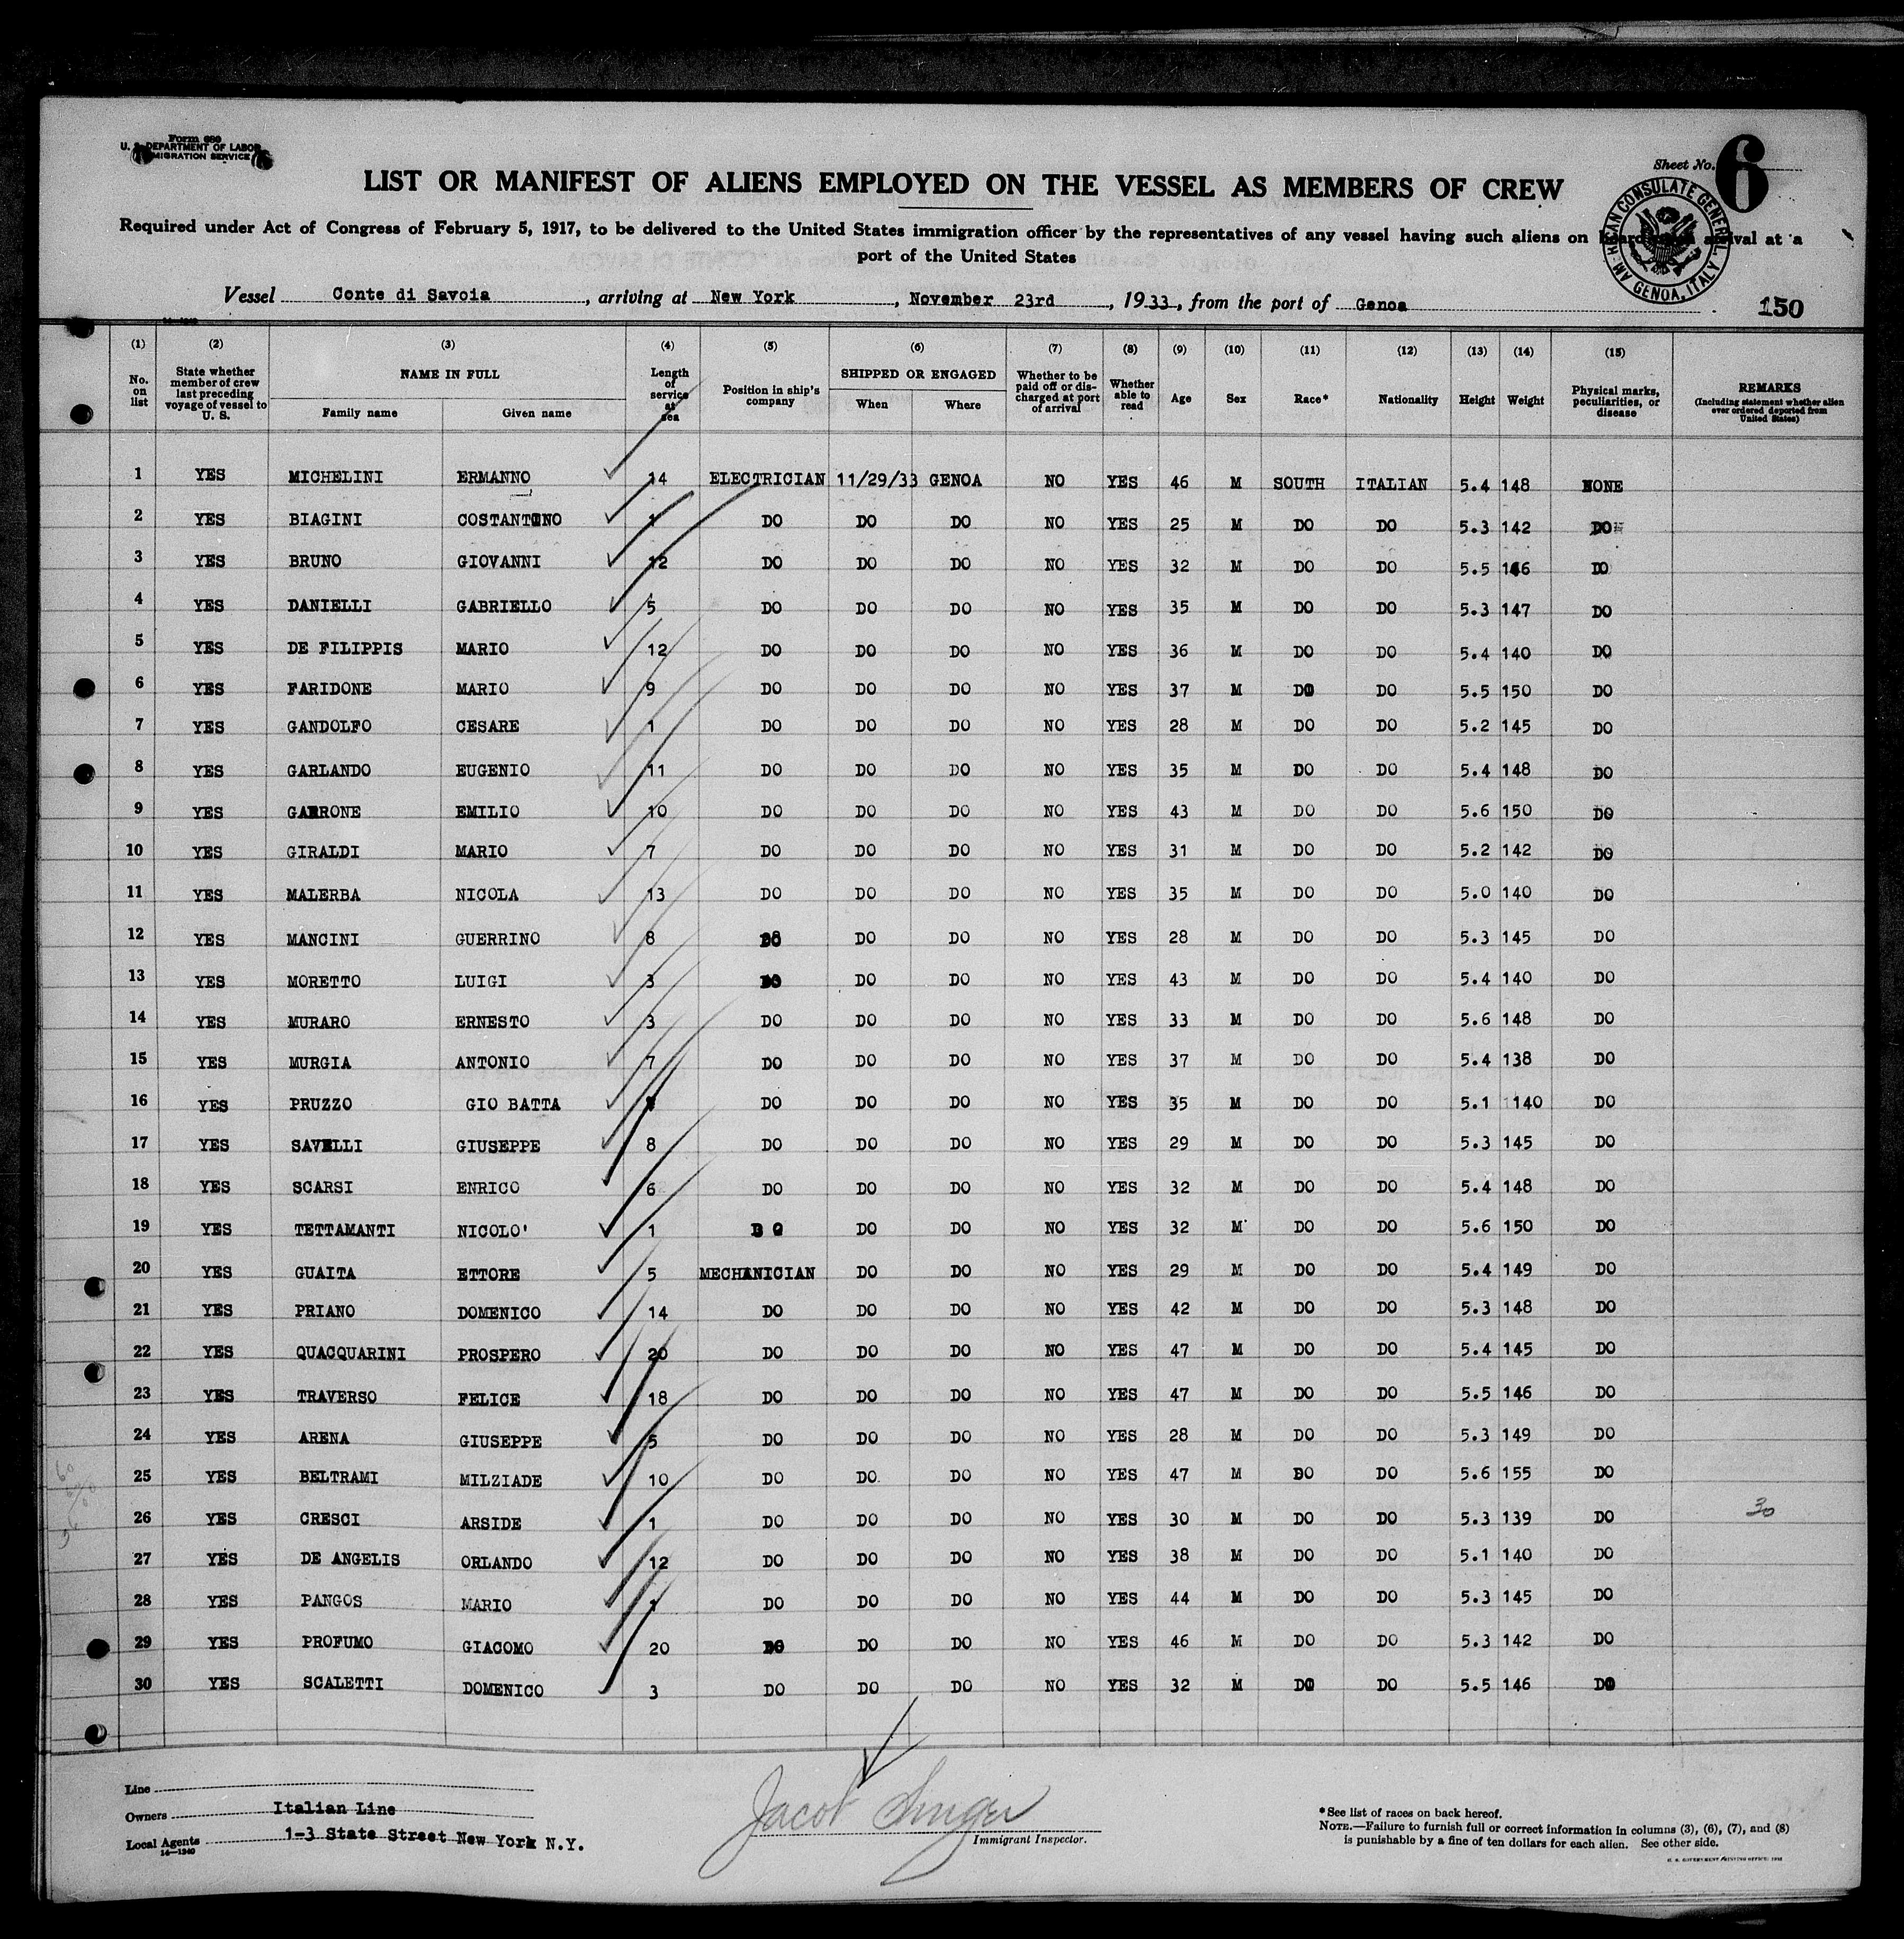 Form 680
U. S. DEPARTMENT OF LABOR
IMMIGRATION SERVICE
Sheet No. 6
LIST OR MANIFEST OF ALIENS EMPLOYED ON THE VESSEL AS MEMBERS OF CREW
AMERICAN CONSULATE GENERAL
GENOA, ITALY
Required under Act of Congress of February 5, 1917, to be delivered to the United States immigration officer by the representatives of any vessel having such aliens on board upon arrival at a
port of the United States
Vessel Conte di Savoia, arriving at New York, November 23rd, 1933, from the port of Genoa
150
(1) (2) (3) (4) (5) (6) (7) (8) (9) (10) (11) (12) (13) (14) (15)
No. on list | State whether member of crew last preceding voyage of vessel to U. S. | NAME IN FULL Family name Given name | Length of service at sea | Position in ship's company | SHIPPED OR ENGAGED When Where | Whether to be paid off or discharged at port of arrival | Whether able to read | Age | Sex | Race* | Nationality | Height | Weight | Physical marks, peculiarities, or disease | REMARKS (Including statement whether alien ever ordered deported from United States)
1 YES MICHELINI ERMANNO 14 ELECTRICIAN 11/29/33 GENOA NO YES 46 M SOUTH ITALIAN 5.4 148 NONE
2 YES BIAGINI COSTANTINO 1 DO DO DO NO YES 25 M DO DO 5.3 142 DO
3 YES BRUNO GIOVANNI 12 DO DO DO NO YES 32 M DO DO 5.5 146 DO
4 YES DANIELLI GABRIELLO 5 DO DO DO NO YES 35 M DO DO 5.3 147 DO
5 YES DE FILIPPIS MARIO 12 DO DO DO NO YES 36 M DO DO 5.4 140 DO
6 YES FARIDONE MARIO 9 DO DO DO NO YES 37 M DO DO 5.5 150 DO
7 YES GANDOLFO CESARE 1 DO DO DO NO YES 28 M DO DO 5.2 145 DO
8 YES GARLANDO EUGENIO 11 DO DO DO NO YES 35 M DO DO 5.4 148 DO
9 YES GARRONE EMILIO 10 DO DO DO NO YES 43 M DO DO 5.6 150 DO
10 YES GIRALDI MARIO 7 DO DO DO NO YES 31 M DO DO 5.2 142 DO
11 YES MALERBA NICOLA 13 DO DO DO NO YES 35 M DO DO 5.0 140 DO
12 YES MANCINI GUERRINO 8 DO DO DO NO YES 28 M DO DO 5.3 145 DO
13 YES MORETTO LUIGI 3 DO DO DO NO YES 43 M DO DO 5.4 140 DO
14 YES MURARO ERNESTO 3 DO DO DO NO YES 33 M DO DO 5.6 148 DO
15 YES MURGIA ANTONIO 7 DO DO DO NO YES 37 M DO DO 5.4 138 DO
16 YES PRUZZO GIO BATTA DO DO DO NO YES 35 M DO DO 5.1 140 DO
17 YES SAVELLI GIUSEPPE 8 DO DO DO NO YES 29 M DO DO 5.3 145 DO
18 YES SCARSI ENRICO 6 DO DO DO NO YES 32 M DO DO 5.4 148 DO
19 YES TETTAMANTI NICOLO' 1 D O DO DO NO YES 32 M DO DO 5.6 150 DO
20 YES GUAITA ETTORE 5 MECHANICIAN DO DO NO YES 29 M DO DO 5.4 149 DO
21 YES PRIANO DOMENICO 14 DO DO DO NO YES 42 M DO DO 5.3 148 DO
22 YES QUACQUARINI PROSPERO 20 DO DO DO NO YES 47 M DO DO 5.4 145 DO
23 YES TRAVERSO FELICE 18 DO DO DO NO YES 47 M DO DO 5.5 146 DO
24 YES ARENA GIUSEPPE 5 DO DO DO NO YES 28 M DO DO 5.3 149 DO
25 YES BELTRAMI MILZIADE 10 DO DO. DO NO YES 47 M DO DO 5.6 155 DO
26 YES CRESCI ARSIDE 1 DO DO DO NO YES 30 M DO DO 5.3 139 DO 30
27 YES DE ANGELIS ORLANDO 12 DO DO DO NO YES 38 M DO DO 5.1 140 DO
28 YES PANGOS MARIO 1 DO DO DO NO YES 44 M DO DO 5.3 145 DO
29 YES PROFUMO GIACOMO 20 DO DO DO NO YES 46 M DO DO 5.3 142 DO
30 YES SCALETTI DOMENICO 3 DO DO DO NO YES 32 M DO DO 5.5 146 DO
Line
Owners Italian Line
Local Agents 1-3 State Street New York N.Y.
14—1240
Jacob Singer
Immigrant Inspector.
*See list of races on back hereof.
NOTE.—Failure to furnish full or correct information in columns (3), (6), (7), and (8)
is punishable by a fine of ten dollars for each alien. See other side.